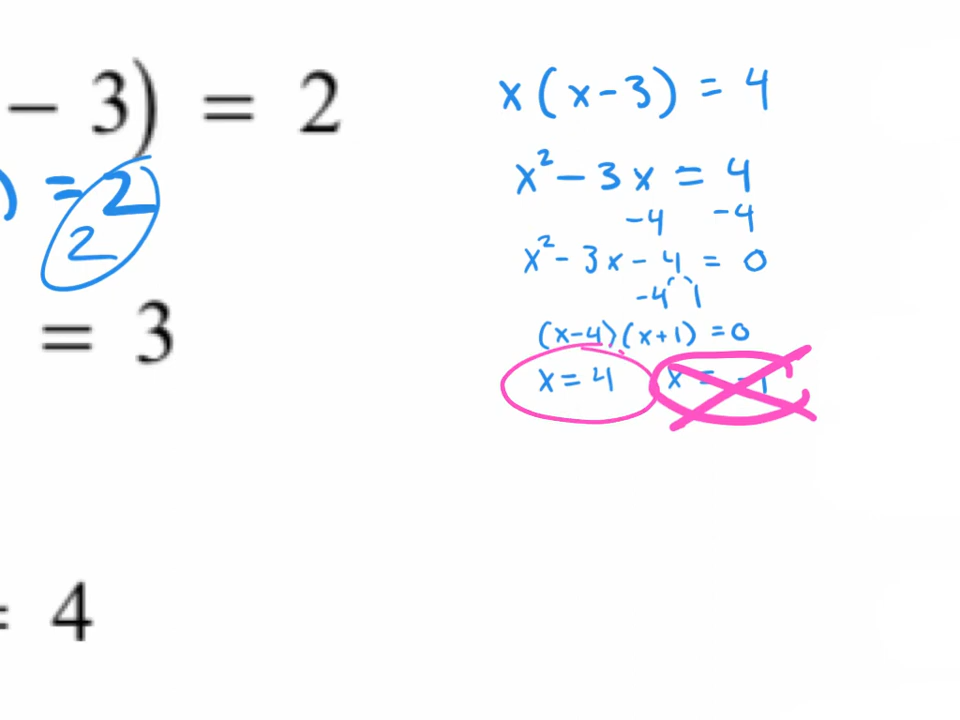 - 3) = 2
) = 2
2
= 3
= 4
x(x-3) = 4
x² - 3x = 4
-4 -4
x² - 3x - 4 = 0
-4 1
(x-4)(x+1) = 0
x = 4 x = -1